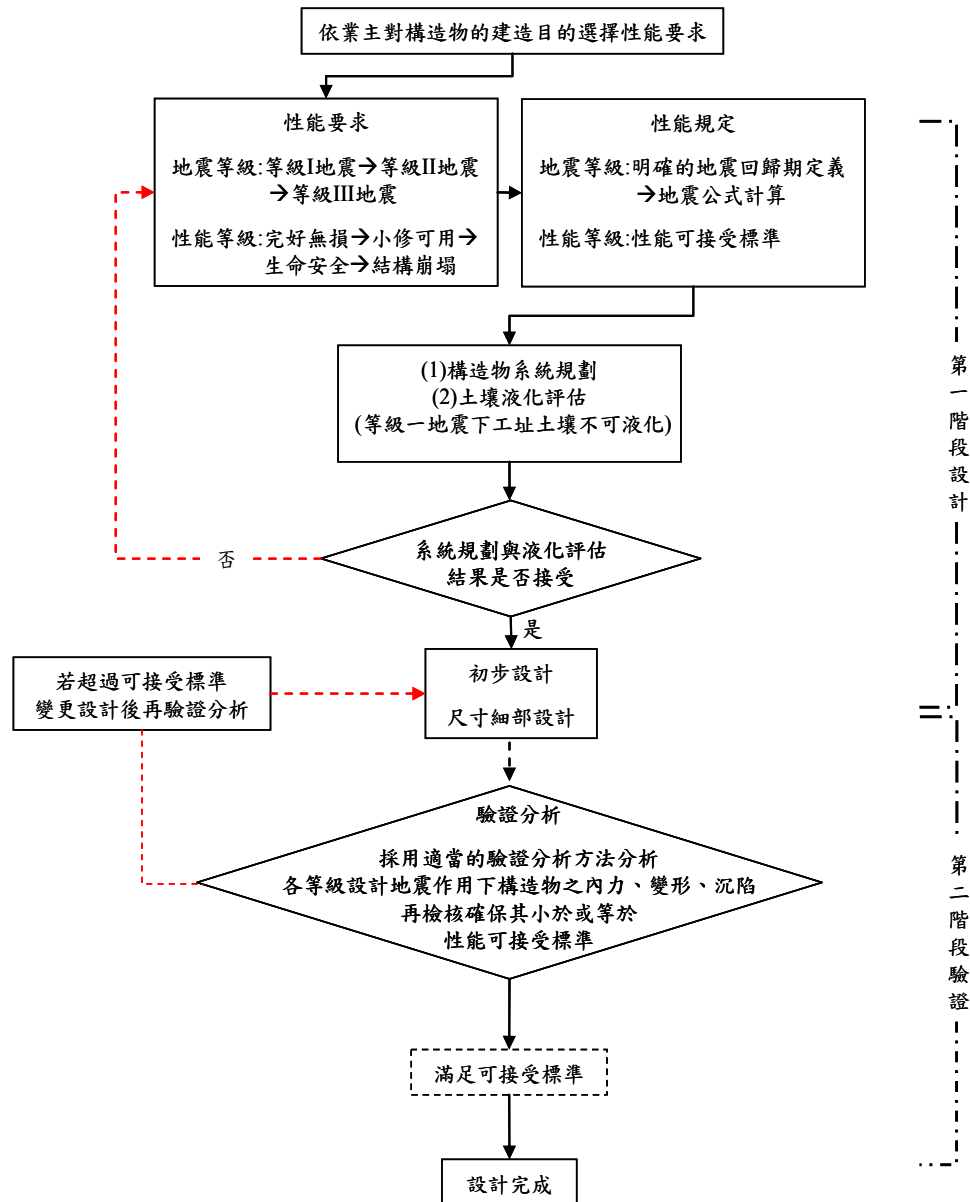 依業主對構造物的建造目的選擇性能要求
性能要求
地震等級:等級I地震→等級II地震
→等級III地震
性能等級:完好無損→小修可用→
生命安全→結構崩塌
性能規定
地震等級:明確的地震回歸期定義
→地震公式計算
性能等級:性能可接受標準
(1)構造物系統規劃
(2)土壤液化評估
(等級一地震下工址土壤不可液化)
系統規劃與液化評估
結果是否接受
否
是
初步設計
尺寸細部設計
若超過可接受標準
變更設計後再驗證分析
驗證分析
採用適當的驗證分析方法分析
各等級設計地震作用下構造物之內力、變形、沉陷
再檢核確保其小於或等於
性能可接受標準
滿足可接受標準
設計完成
第一階段設計
第二階段驗證